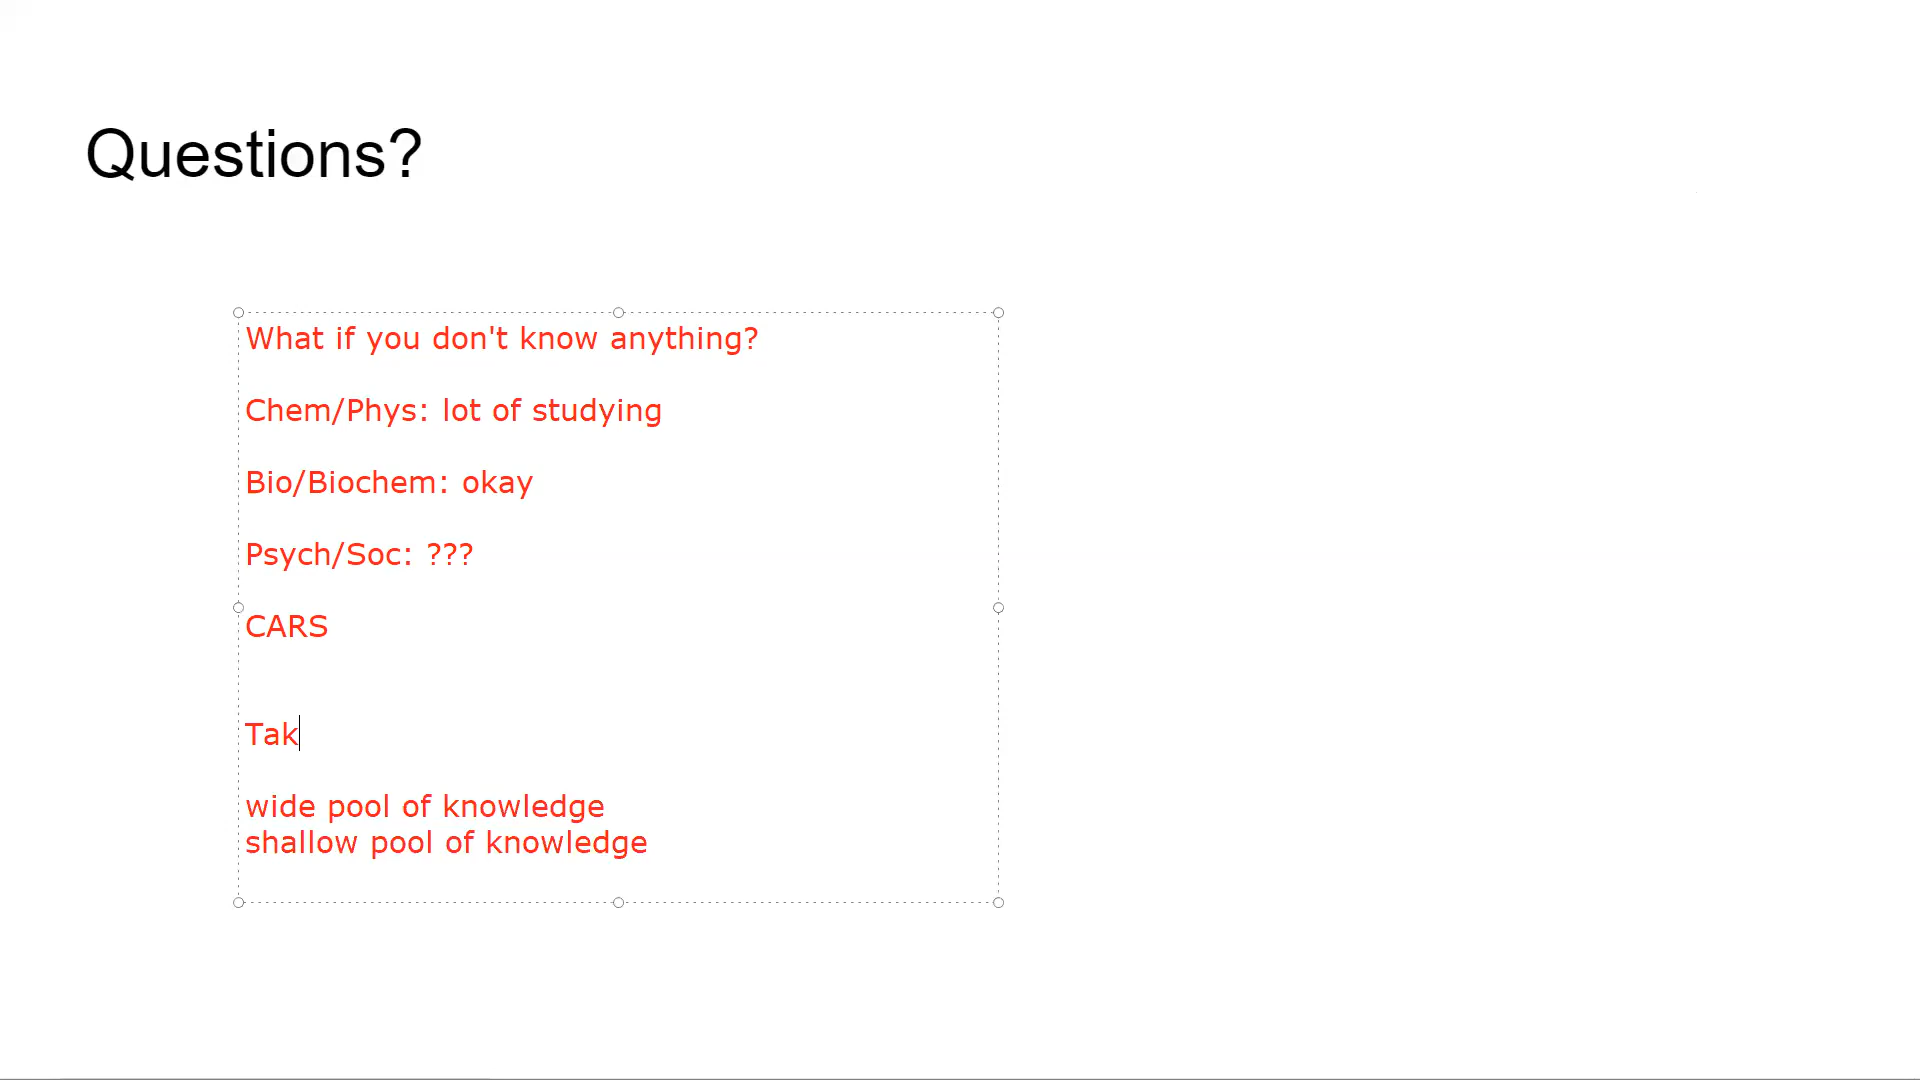 Questions?
What if you don't know anything?
Chem/Phys: lot of studying
Bio/Biochem: okay
Psych/Soc: ???
CARS
Tak
wide pool of knowledge
shallow pool of knowledge